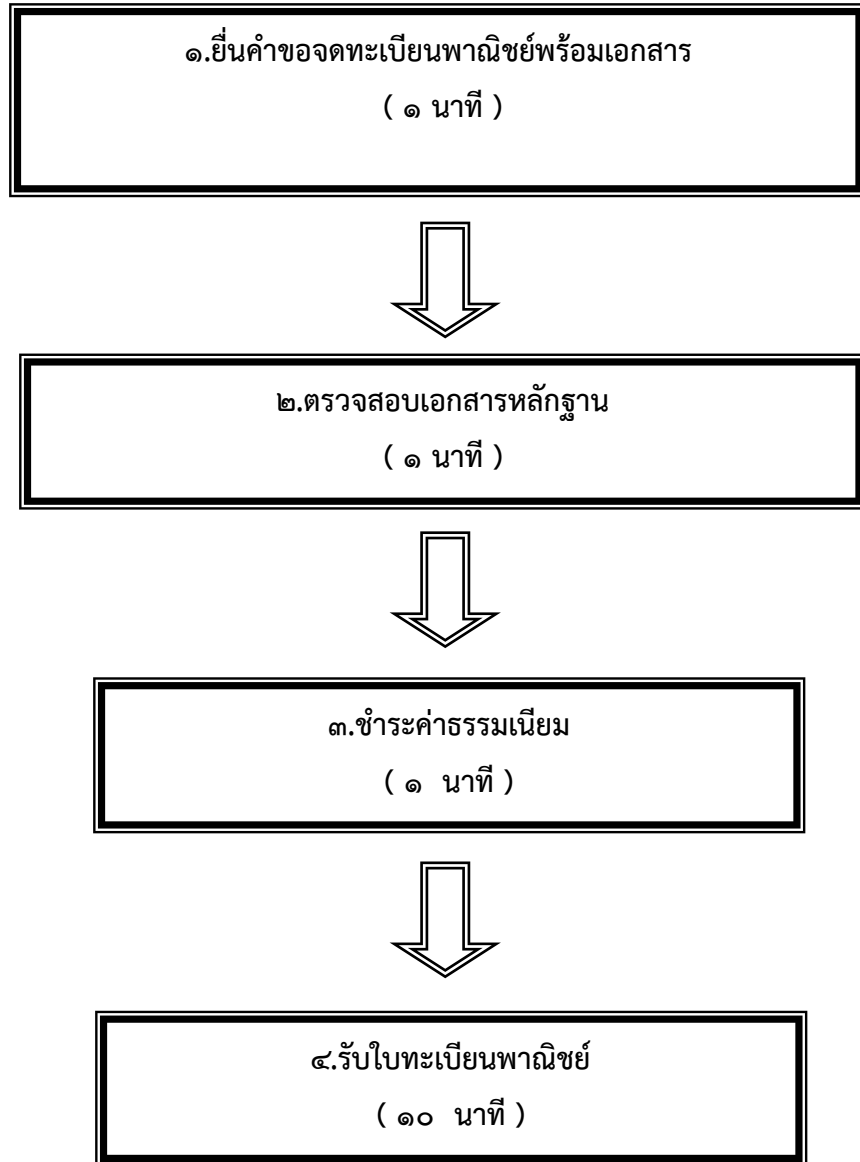 ๑.ยื่นคำขอจดทะเบียนพาณิชย์พร้อมเอกสาร
( ๑ นาที )
๒.ตรวจสอบเอกสารหลักฐาน
( ๑ นาที )
๓.ชำระค่าธรรมเนียม
( ๑ นาที )
๔.รับใบทะเบียนพาณิชย์
( ๑๐ นาที )